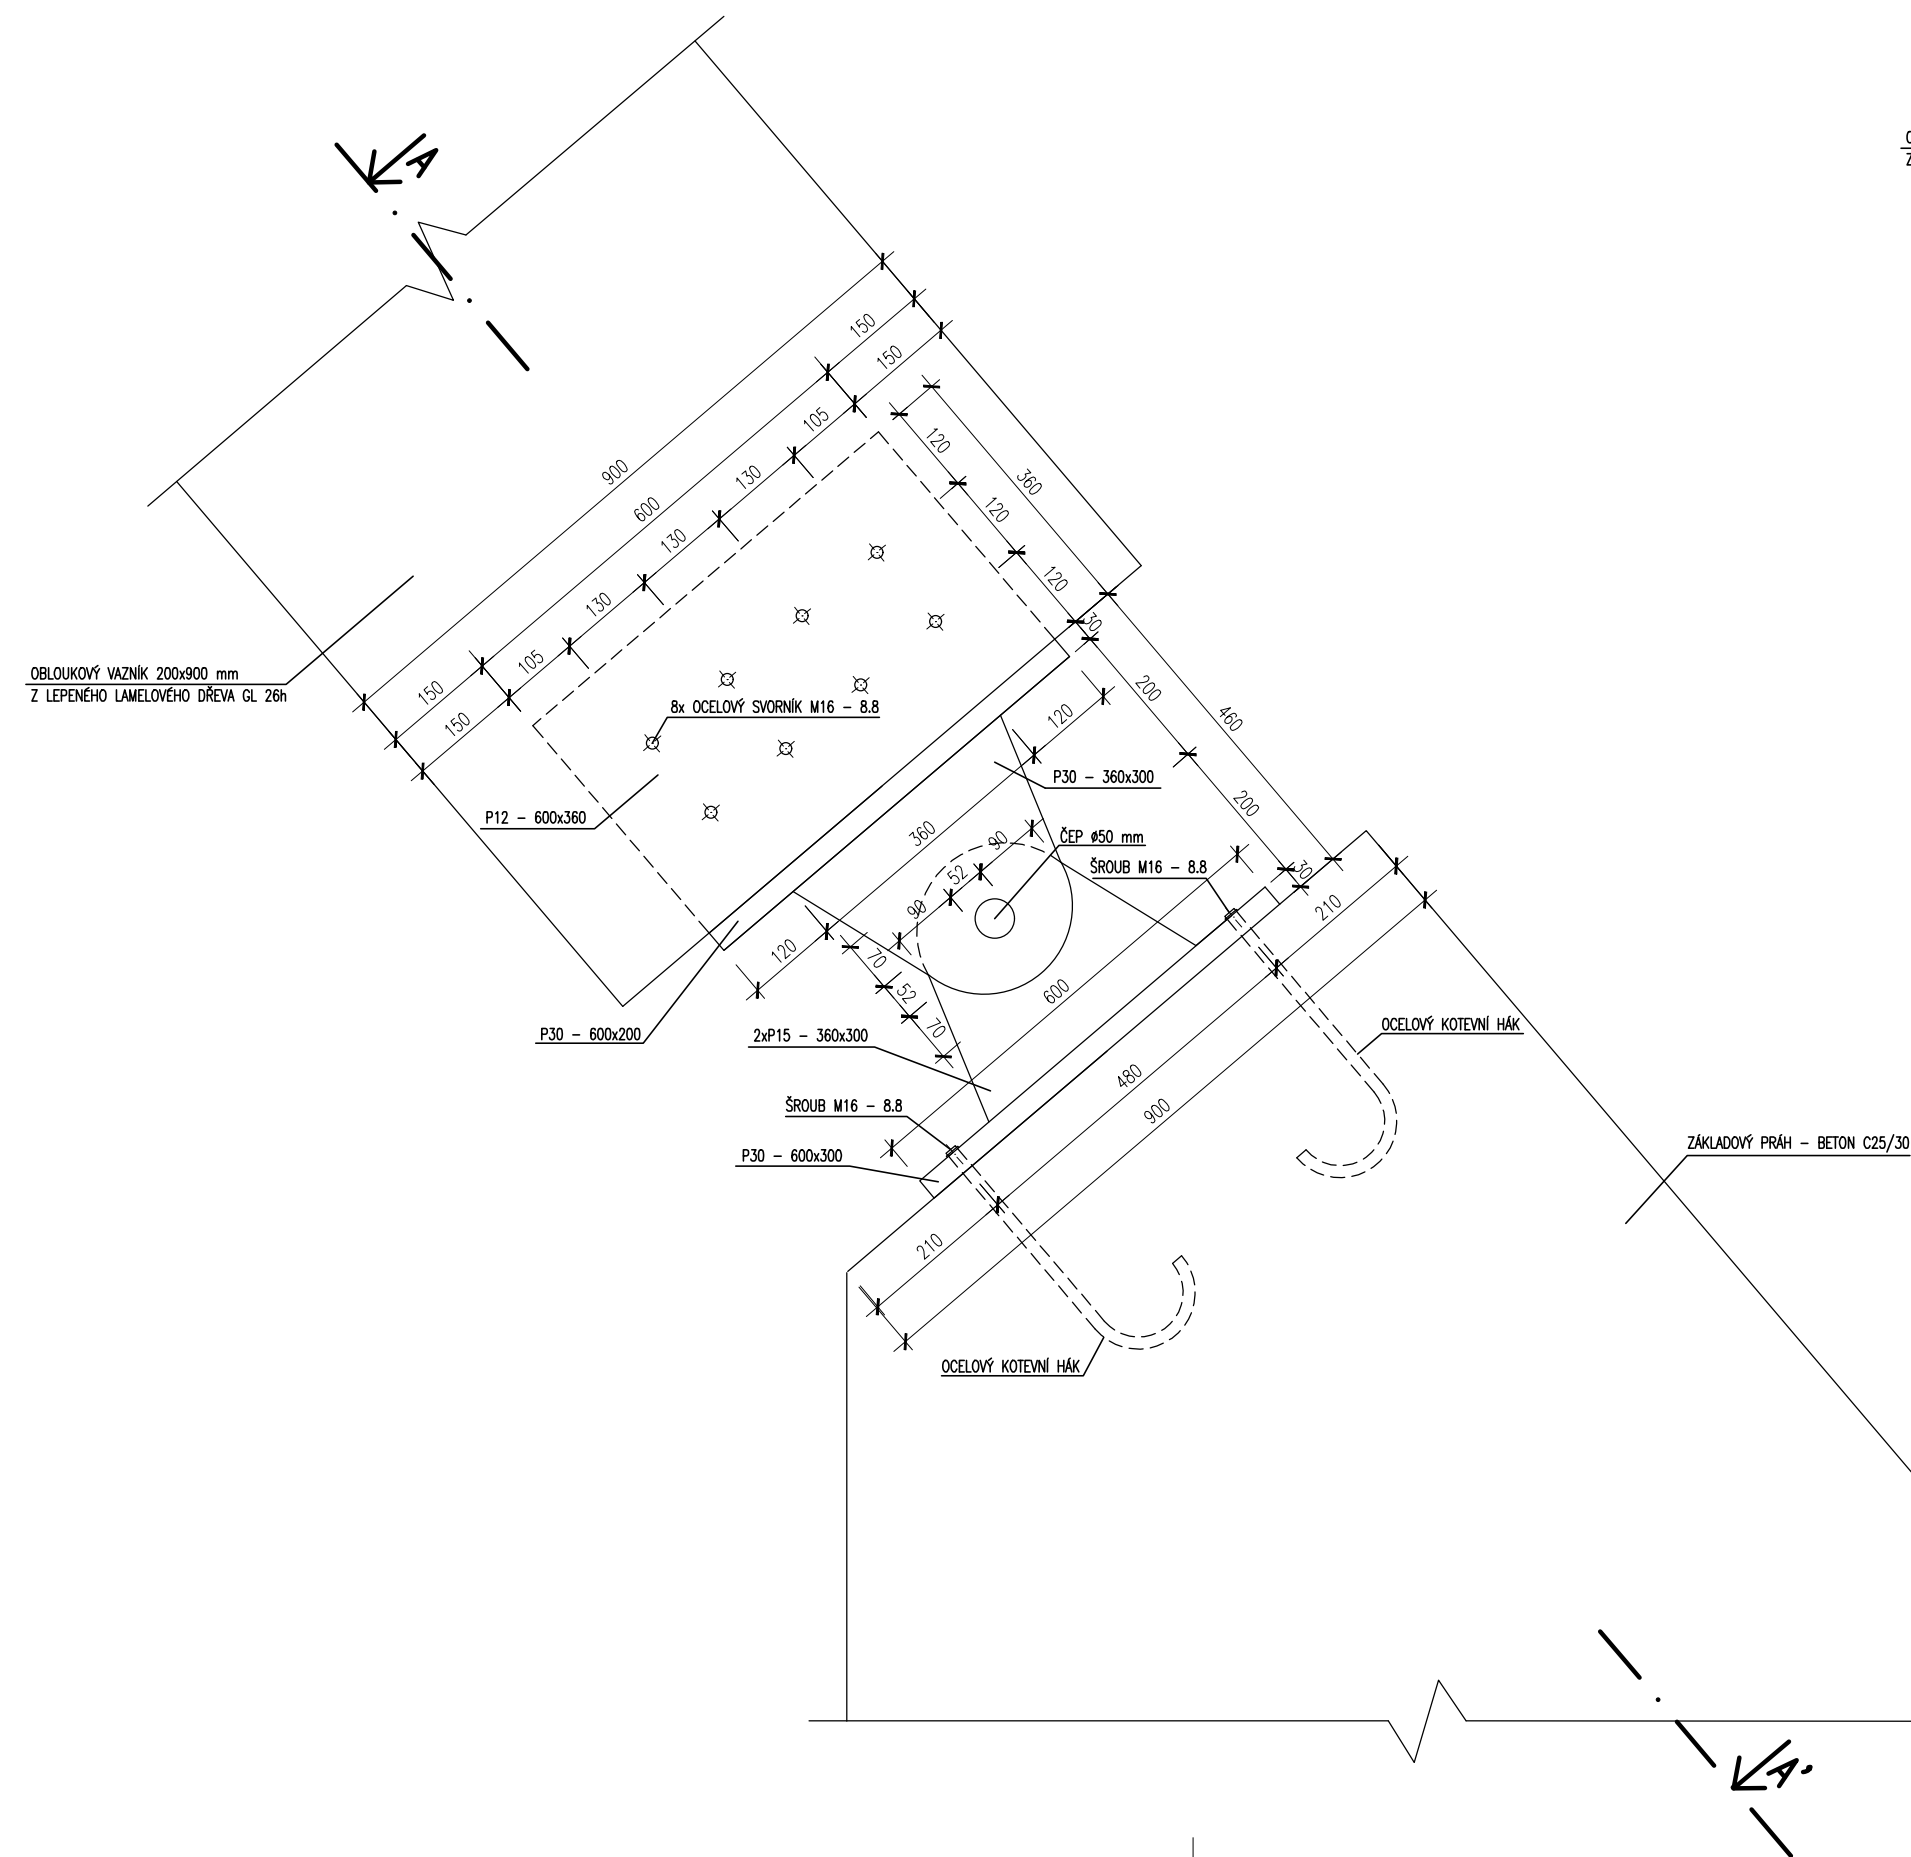 A
150
150
105
900
130
600
130
130
105
150
150
120
360
120
120
30
200
460
120
200
30
210
OBLOUKOVÝ VAZNÍK 200x900 mm
Z LEPENÉHO LAMELOVÉHO DŘEVA GL 26h
8x OCELOVÝ SVORNÍK M16 - 8.8
P30 - 360x300
P12 - 600x360
360
90
52
90
ČEP ø50 mm
ŠROUB M16 - 8.8
120
70
52
70
600
P30 - 600x200
2xP15 - 360x300
OCELOVÝ KOTEVNÍ HÁK
480
900
ŠROUB M16 - 8.8
P30 - 600x300
ZÁKLADOVÝ PRÁH - BETON C25/30
210
OCELOVÝ KOTEVNÍ HÁK
A'